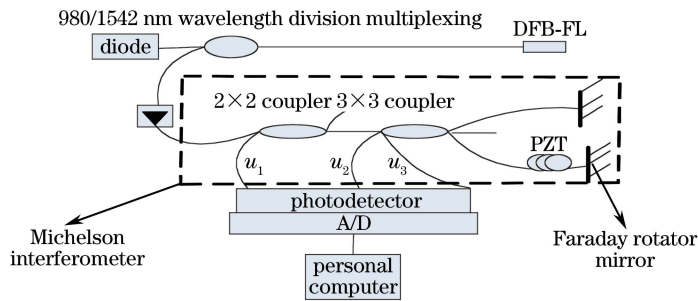 980/1542 nm wavelength division multiplexing
DFB-FL
diode
2×2 coupler 3×3 coupler
PZT
u1
u2
u3
photodetector
A/D
Michelson
interferometer
Faraday rotator
mirror
personal
computer